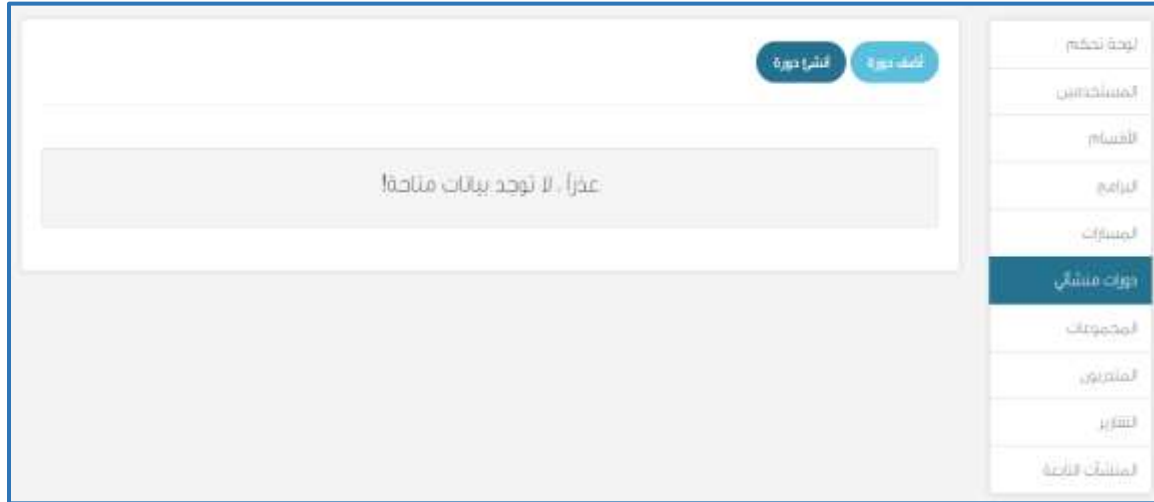 لوحة تحكم
المستخدمين
الأقسام
البرامج
المسارات
دورات منشأتي
المجموعات
المتدربون
التقارير
المنشآت التابعة
أضف دورة
أنشئ دورة
عذراً ، لا توجد بيانات متاحة!